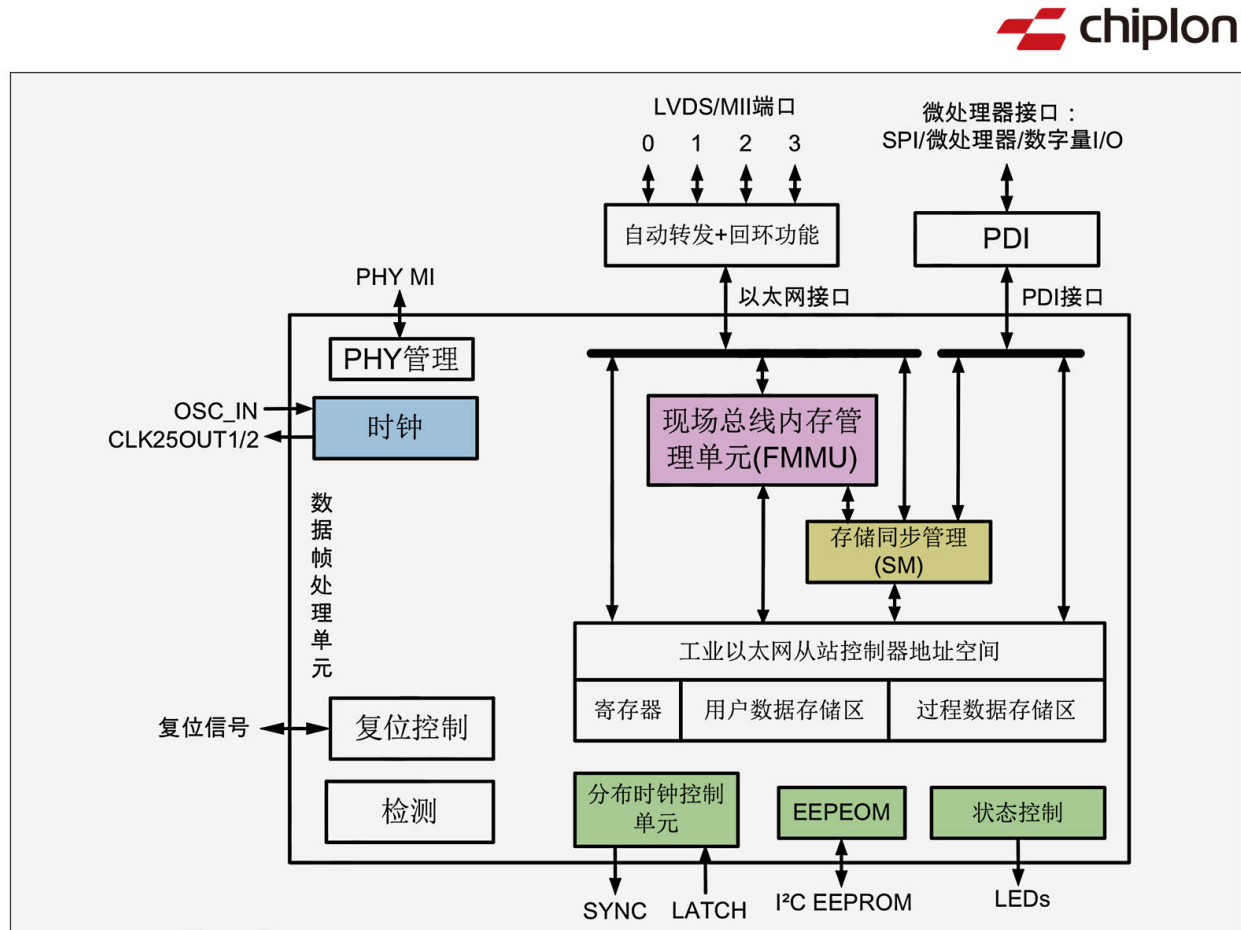 chiplon
LVDS/MII端口
0 1 2 3
微处理器接口：
SPI/微处理器/数字量I/O
自动转发+回环功能
PDI
PHY MI
以太网接口
PDI接口
PHY管理
OSC_IN
CLK25OUT1/2
时钟
现场总线内存管
理单元(FMMU)
数
据
帧
处
理
单
元
存储同步管理
(SM)
工业以太网从站控制器地址空间
寄存器
用户数据存储区
过程数据存储区
复位信号
复位控制
检测
分布时钟控制
单元
EEPEOM
状态控制
SYNC
LATCH
I²C EEPROM
LEDs